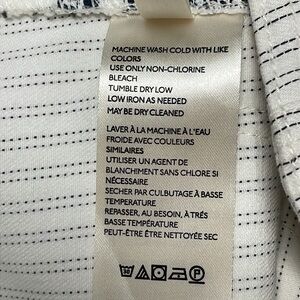 MACHINE WASH COLD WITH LIKE
COLORS
USE ONLY NON-CHLORINE
BLEACH
TUMBLE DRY LOW
LOW IRON AS NEEDED
MAY BE DRY CLEANED
LAVER À LA MACHINE À L'EAU
FROIDE AVEC COULEURS
SIMILAIRES
UTILISER UN AGENT DE
BLANCHIMENT SANS CHLORE SI
NÉCESSAIRE
SECHER PAR CULBUTAGE À BASSE
TEMPERATURE
REPASSER, AU BESOIN, À TRÉS
BASSE TEMPÉRATURE
PEUT-ÊTRE ÊTRE NETTOYÉE SEC
P